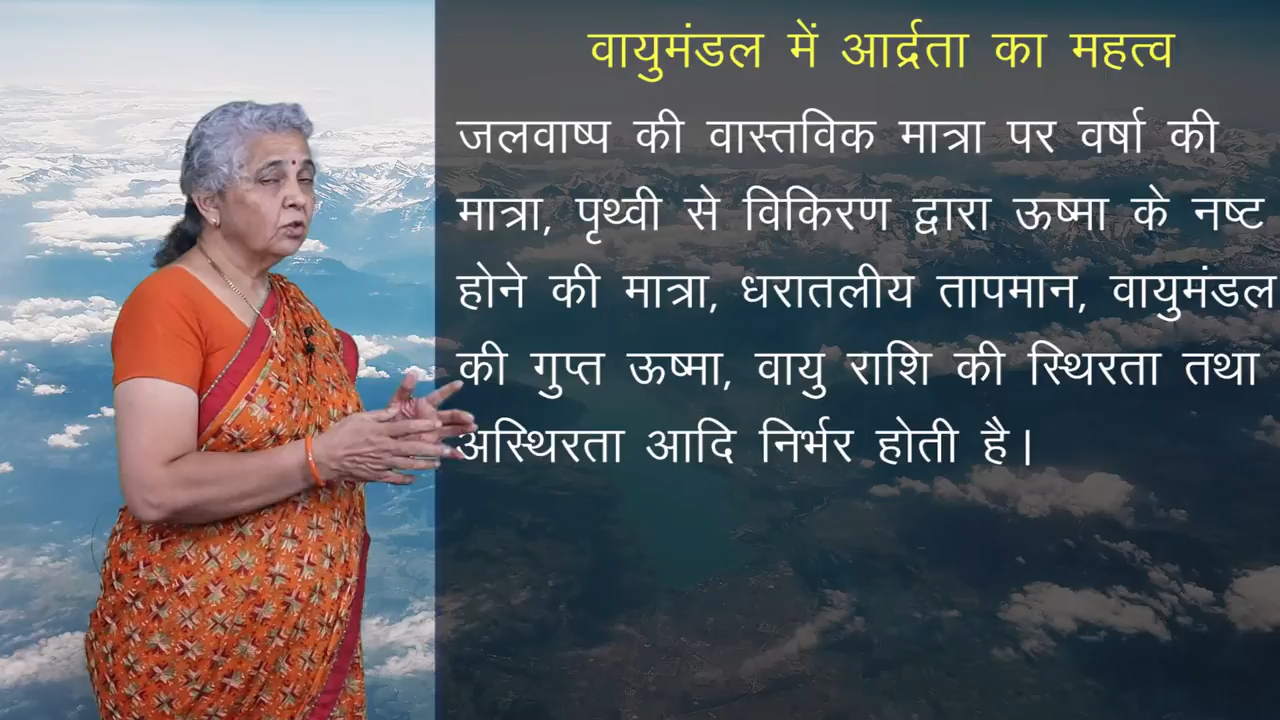 वायुमंडल में आर्द्रता का महत्व
जलवाष्प की वास्तविक मात्रा पर वर्षा की
मात्रा, पृथ्वी से विकिरण द्वारा ऊष्मा के नष्ट
होने की मात्रा, धरातलीय तापमान, वायुमंडल
की गुप्त ऊष्मा, वायु राशि की स्थिरता तथा
अस्थिरता आदि निर्भर होती है।